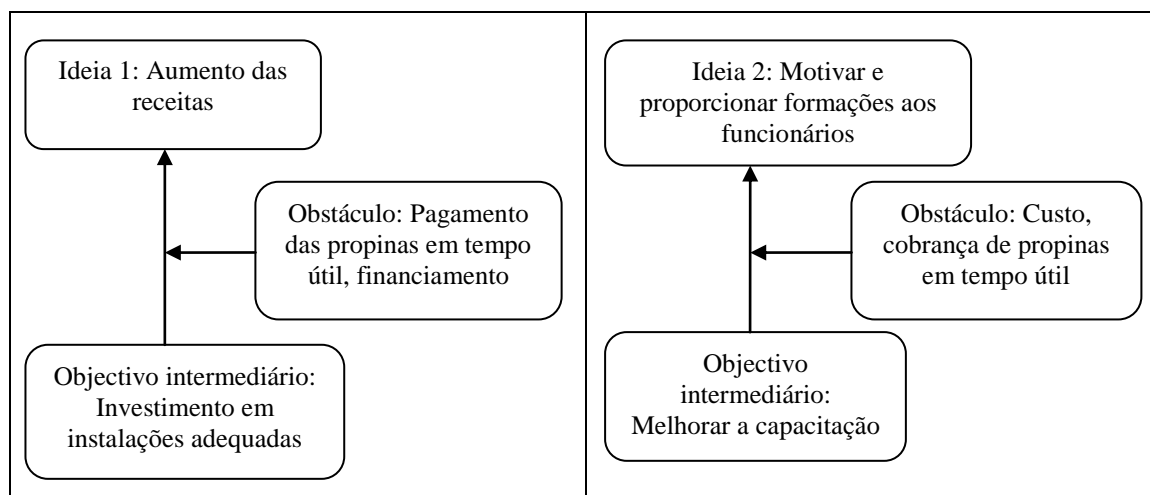 Ideia 1: Aumento das
receitas
Obstáculo: Pagamento
das propinas em tempo
útil, financiamento
Objectivo intermediário:
Investimento em
instalações adequadas
Ideia 2: Motivar e
proporcionar formações aos
funcionários
Obstáculo: Custo,
cobrança de propinas
em tempo útil
Objectivo
intermediário:
Melhorar a capacitação